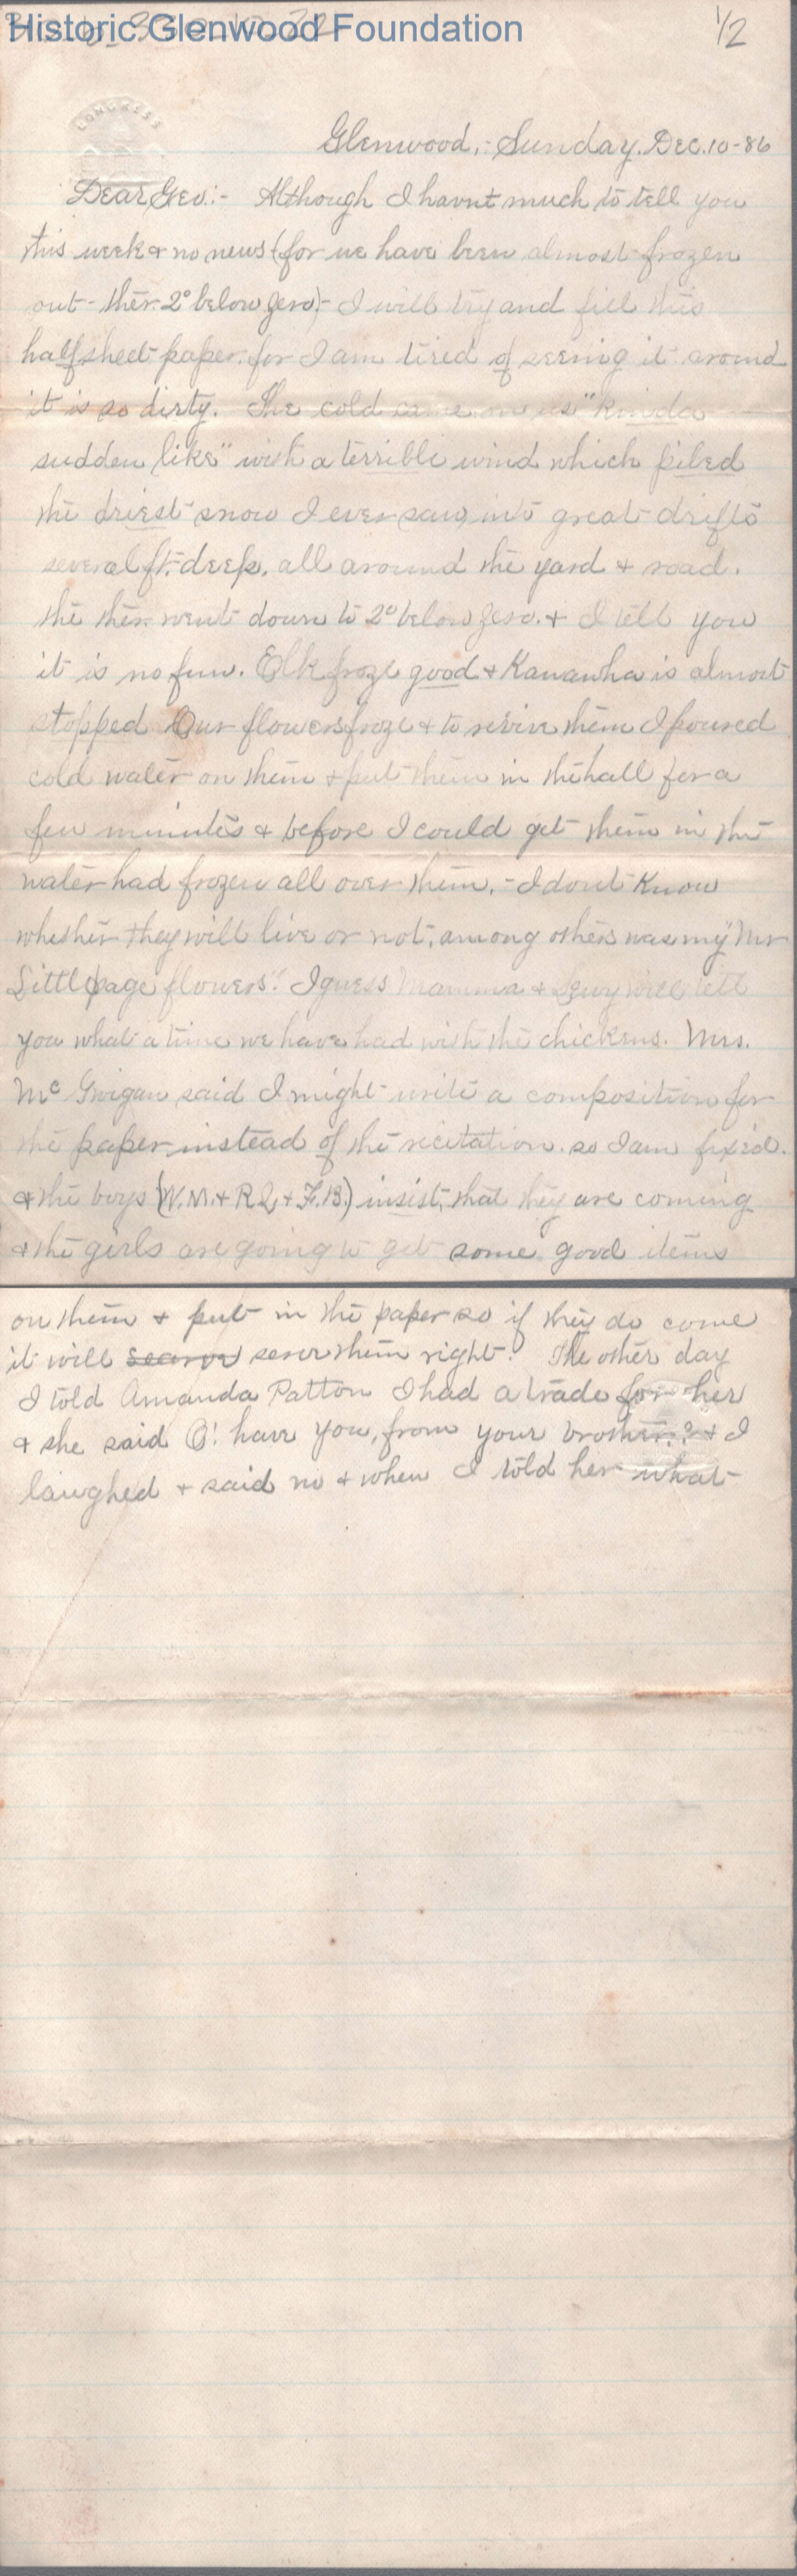 Historic Glenwood Foundation
1/2
CONGRESS
Glenwood,- Sunday. Dec. 10-86
Dear Geo:- Although I havnt much to tell you
this week & no news (for we have been almost frozen
out - ther. 2° below zero)- I will try and fill this
half sheet paper. for I am tired of seeing it around
it is so dirty. The cold came on us "kinda
sudden like" with a terrible wind which piled
the driest snow I ever saw, into great drifts
several ft. deep, all around the yard & road.
the ther. went down to 2° below zero. & I tell you
it is no fun. Elk froze good & Kanawha is almost
stopped. Our flowers froze & to revive them I poured
cold water on them & put them in the hall for a
few minutes & before I could get them in the
water had frozen all over them. - I dont know
whether they will live or not, among others was my "Mr
Littlepage flowers". I guess Mamma & will tell
you what a time we have had with the chickens. Mrs.
Mc Gwigan said I might write a composition for
the paper instead of the recitation. so I am fixed.
& the boys (W.M. & R Q & F.B.) insist, that they are coming
& the girls are going to get some good items
on them & put in the paper so if they do come
it will searve serve them right! The other day
I told Amanda Patton I had a trade for her
& she said O! have you, from your brother.? & I
laughed & said no & when I told her what